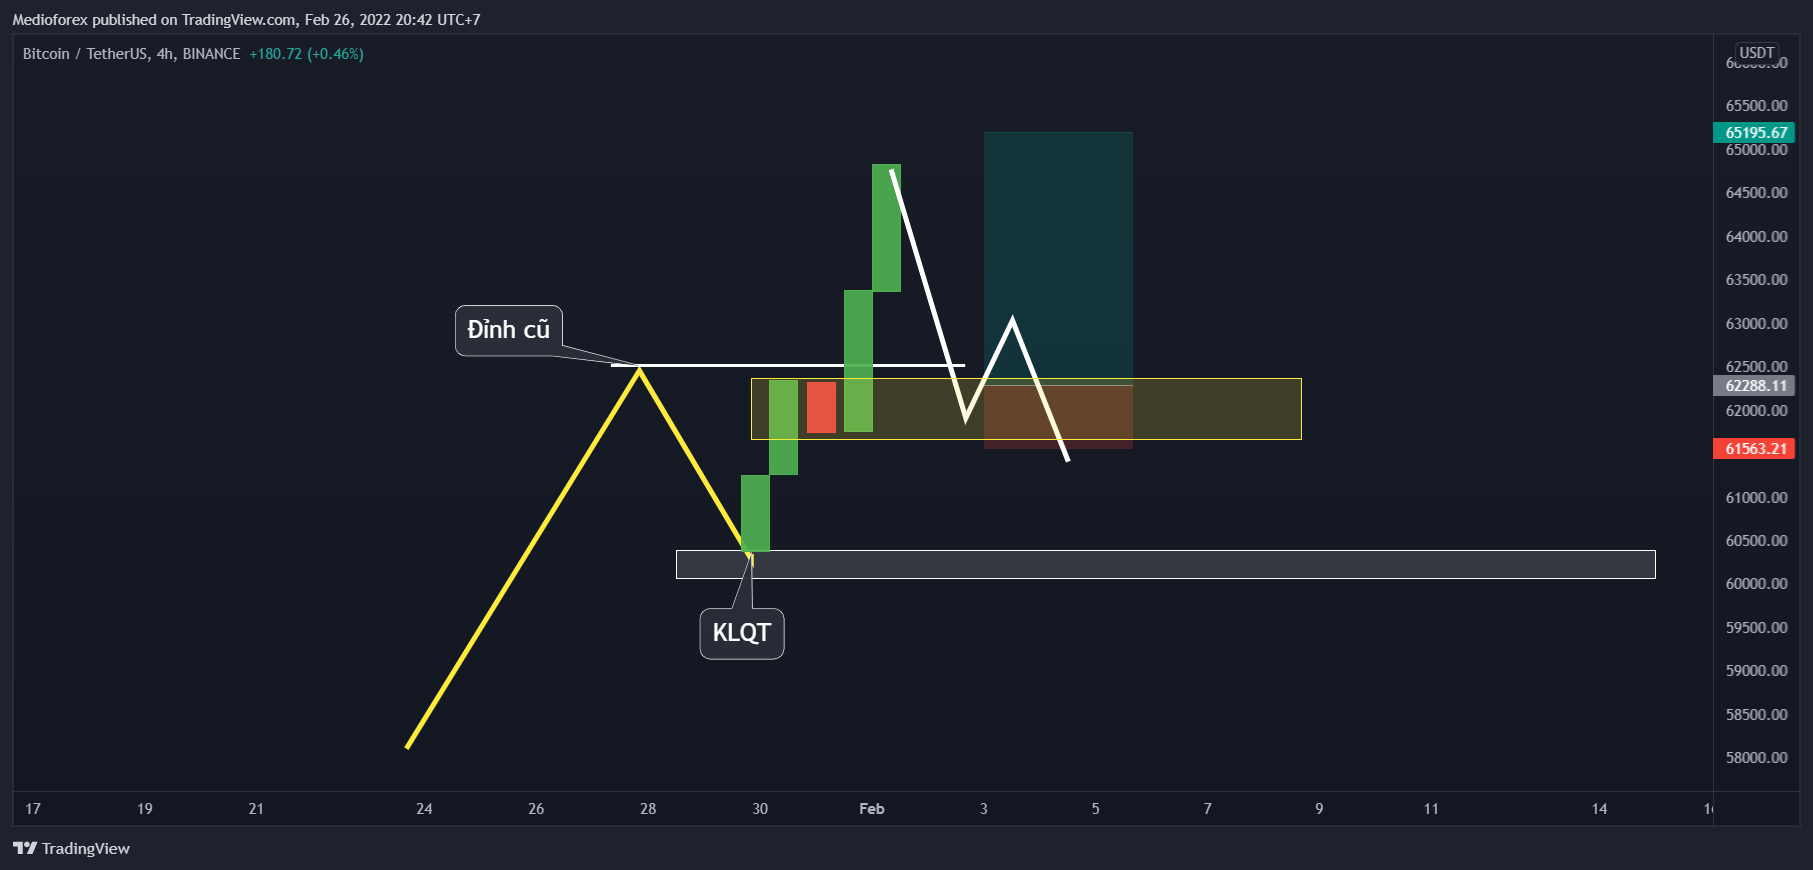 Medioforex published on TradingView.com, Feb 26, 2022 20:42 UTC+7
Bitcoin / TetherUS, 4h, BINANCE +180.72 (+0.46%)
USDT
65500.00
65195.67
65000.00
64500.00
64000.00
63500.00
63000.00
62500.00
62288.11
62000.00
61563.21
61000.00
60500.00
60000.00
59500.00
59000.00
58500.00
58000.00
Đỉnh cũ
KLQT
17 19 21 24 26 28 30 Feb 3 5 7 9 11 14
TradingView